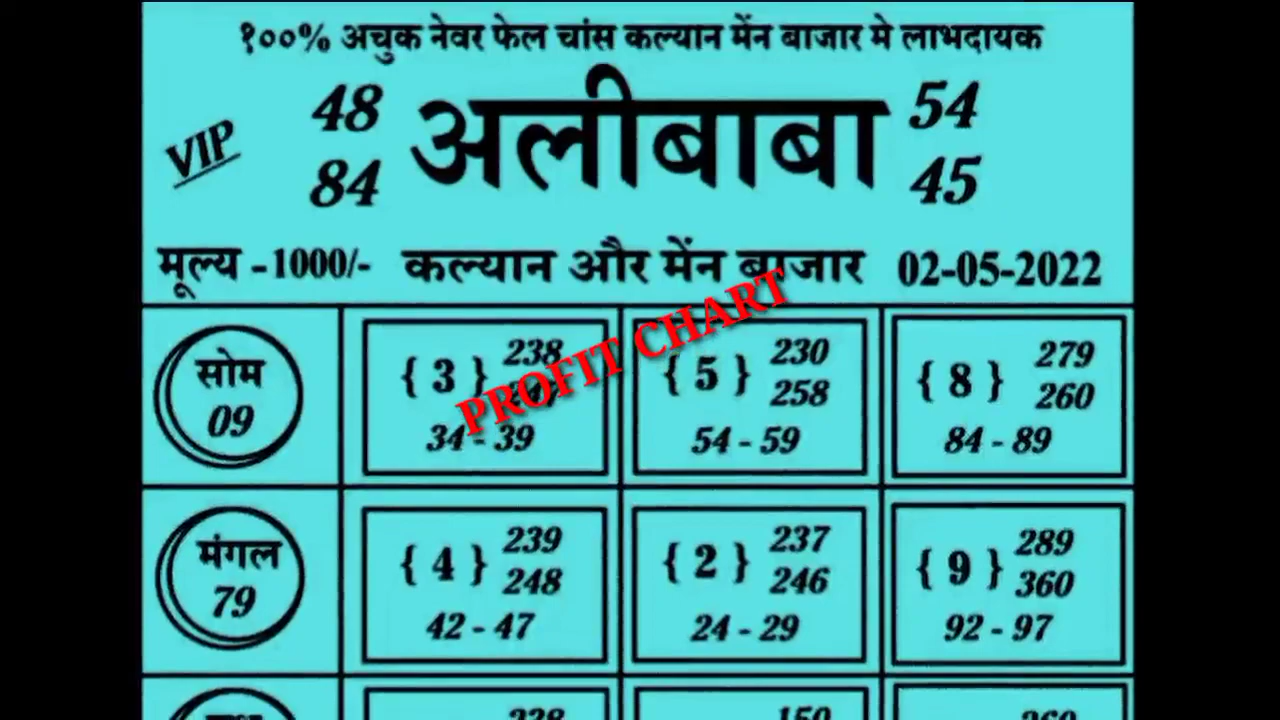 १००% अचुक नेवर फेल चांस कल्यान मेंन बाजार मे लाभदायक
VIP 48 84 अलीबाबा 54 45
मूल्य -1000/- कल्यान और मेंन बाजार 02-05-2022
PROFIT CHART
सोम 09
{ 3 } 238
34 - 39
{ 5 } 230 258
54 - 59
{ 8 } 279 260
84 - 89
मंगल 79
{ 4 } 239 248
42 - 47
{ 2 } 237 246
24 - 29
{ 9 } 289 360
92 - 97